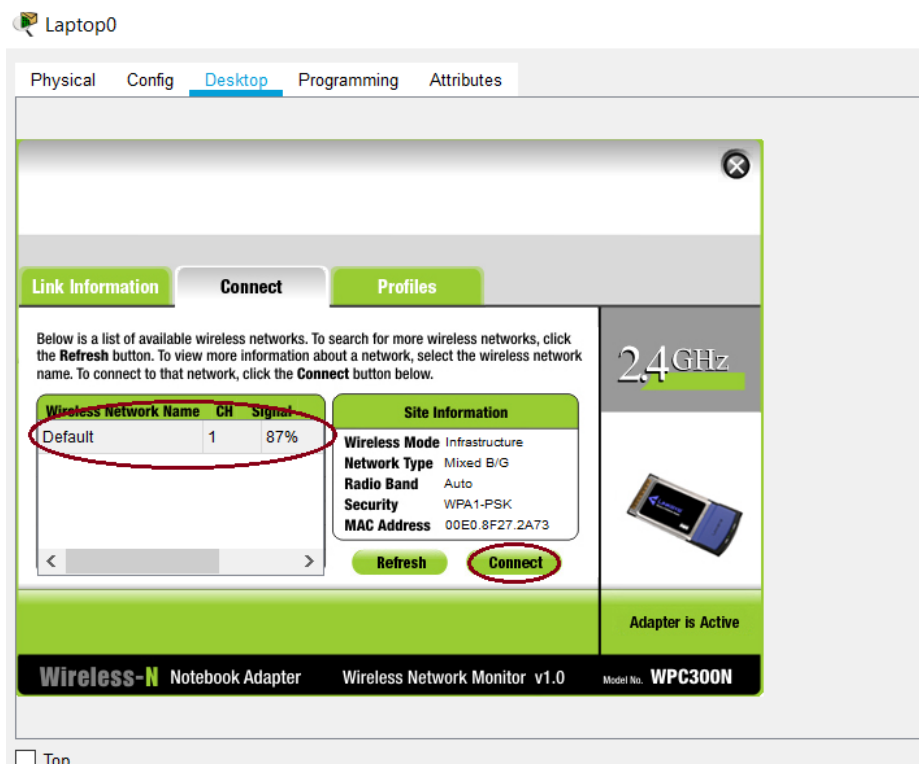 Laptop0
Physical Config Desktop Programming Attributes
Link Information Connect Profiles
Below is a list of available wireless networks. To search for more wireless networks, click
the Refresh button. To view more information about a network, select the wireless network
name. To connect to that network, click the Connect button below.
2.4GHz
Wireless Network Name CH Signal
Default 1 87%
Site Information
Wireless Mode Infrastructure
Network Type Mixed B/G
Radio Band Auto
Security WPA1-PSK
MAC Address 00E0.8F27.2A73
Refresh Connect
Adapter is Active
Wireless-N Notebook Adapter Wireless Network Monitor v1.0 Model No. WPC300N
Top